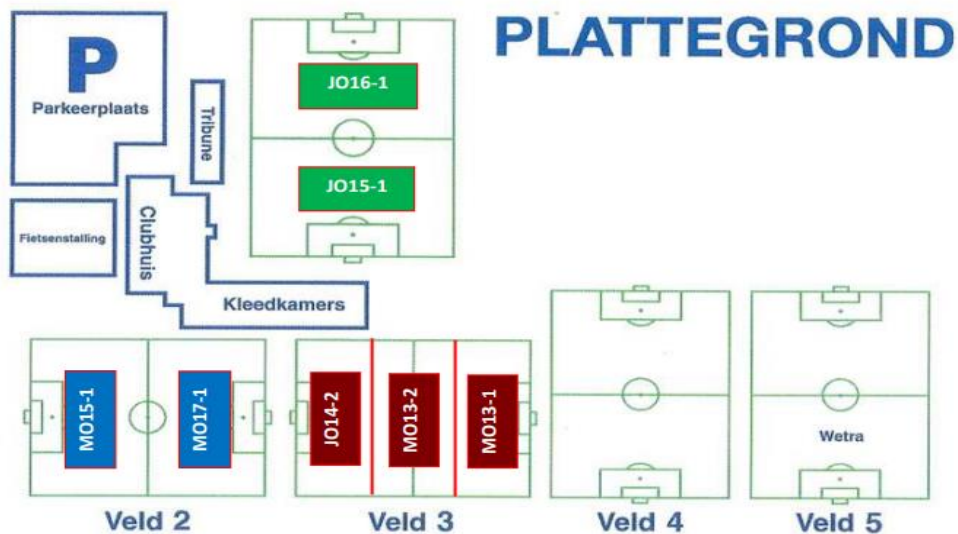 PLATTEGROND
P
Parkeerplaats
Tribune
JO16-1
JO15-1
Fietsenstalling
Clubhuis
Kleedkamers
MO15-1
MO17-1
JO14-2
MO13-2
MO13-1
Wetra
Veld 2
Veld 3
Veld 4
Veld 5